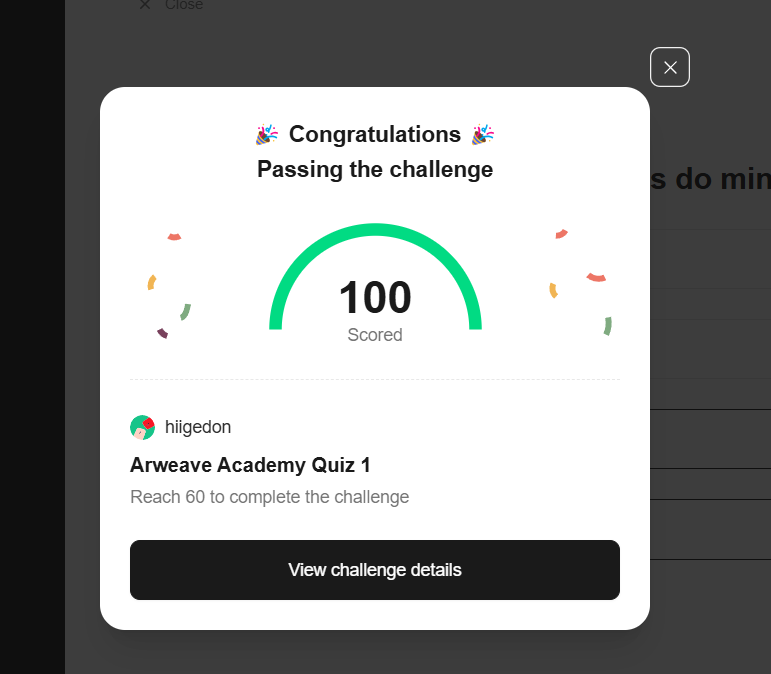 Close
🎉 Congratulations 🎉
Passing the challenge
s do min
100
Scored
hiigedon
Arweave Academy Quiz 1
Reach 60 to complete the challenge
View challenge details